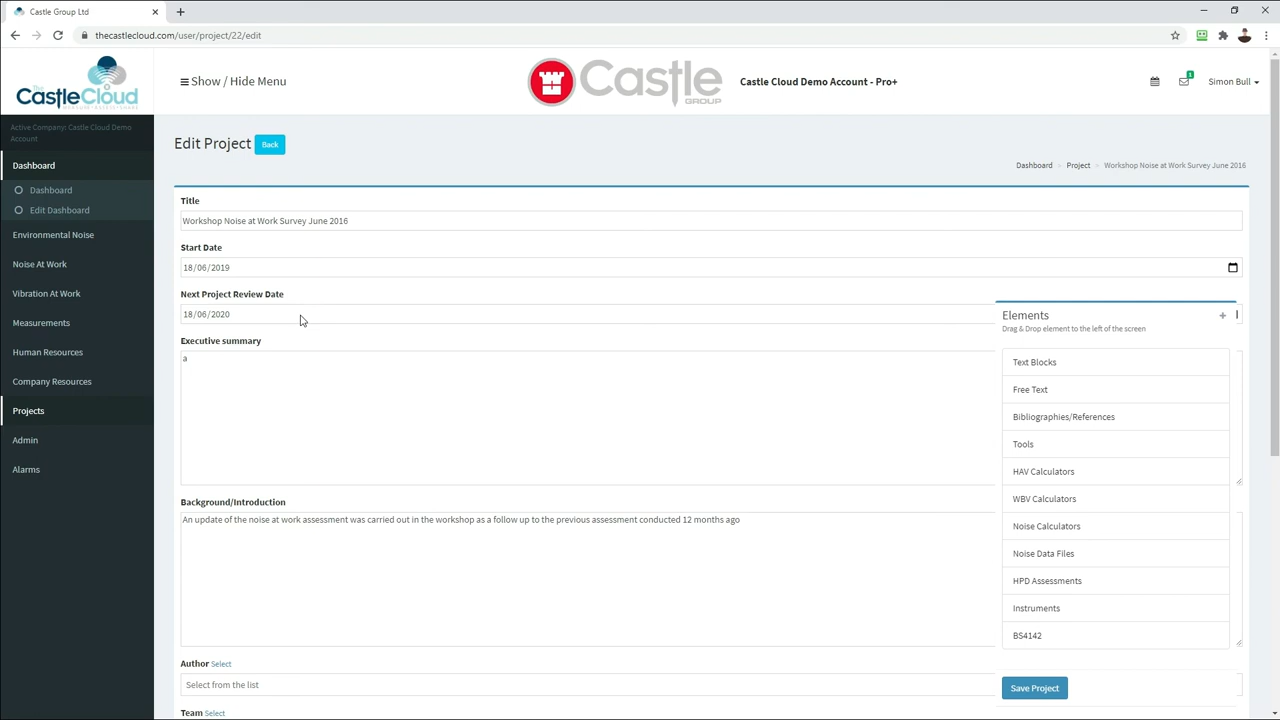 Castle Group Ltd
thecastlecloud.com/user/project/22/edit
The
CastleCloud
Show / Hide Menu
Castle
GROUP
Castle Cloud Demo Account - Pro+
1
Simon Bull
Active Company: Castle Cloud Demo
Account
Dashboard
Dashboard
Edit Dashboard
Environmental Noise
Noise At Work
Vibration At Work
Measurements
Human Resources
Company Resources
Projects
Admin
Alarms
Edit Project
Back
Dashboard
Project
Workshop Noise at Work Survey June 2016
Title
Workshop Noise at Work Survey June 2016
Start Date
18/06/2019
Next Project Review Date
18/06/2020
Executive summary
a
Background/Introduction
An update of the noise at work assessment was carried out in the workshop as a follow up to the previous assessment conducted 12 months ago
Author Select
Select from the list
Team Select
Elements
Drag & Drop element to the left of the screen
Text Blocks
Free Text
Bibliographies/References
Tools
HAV Calculators
WBV Calculators
Noise Calculators
Noise Data Files
HPD Assessments
Instruments
BS4142
Save Project